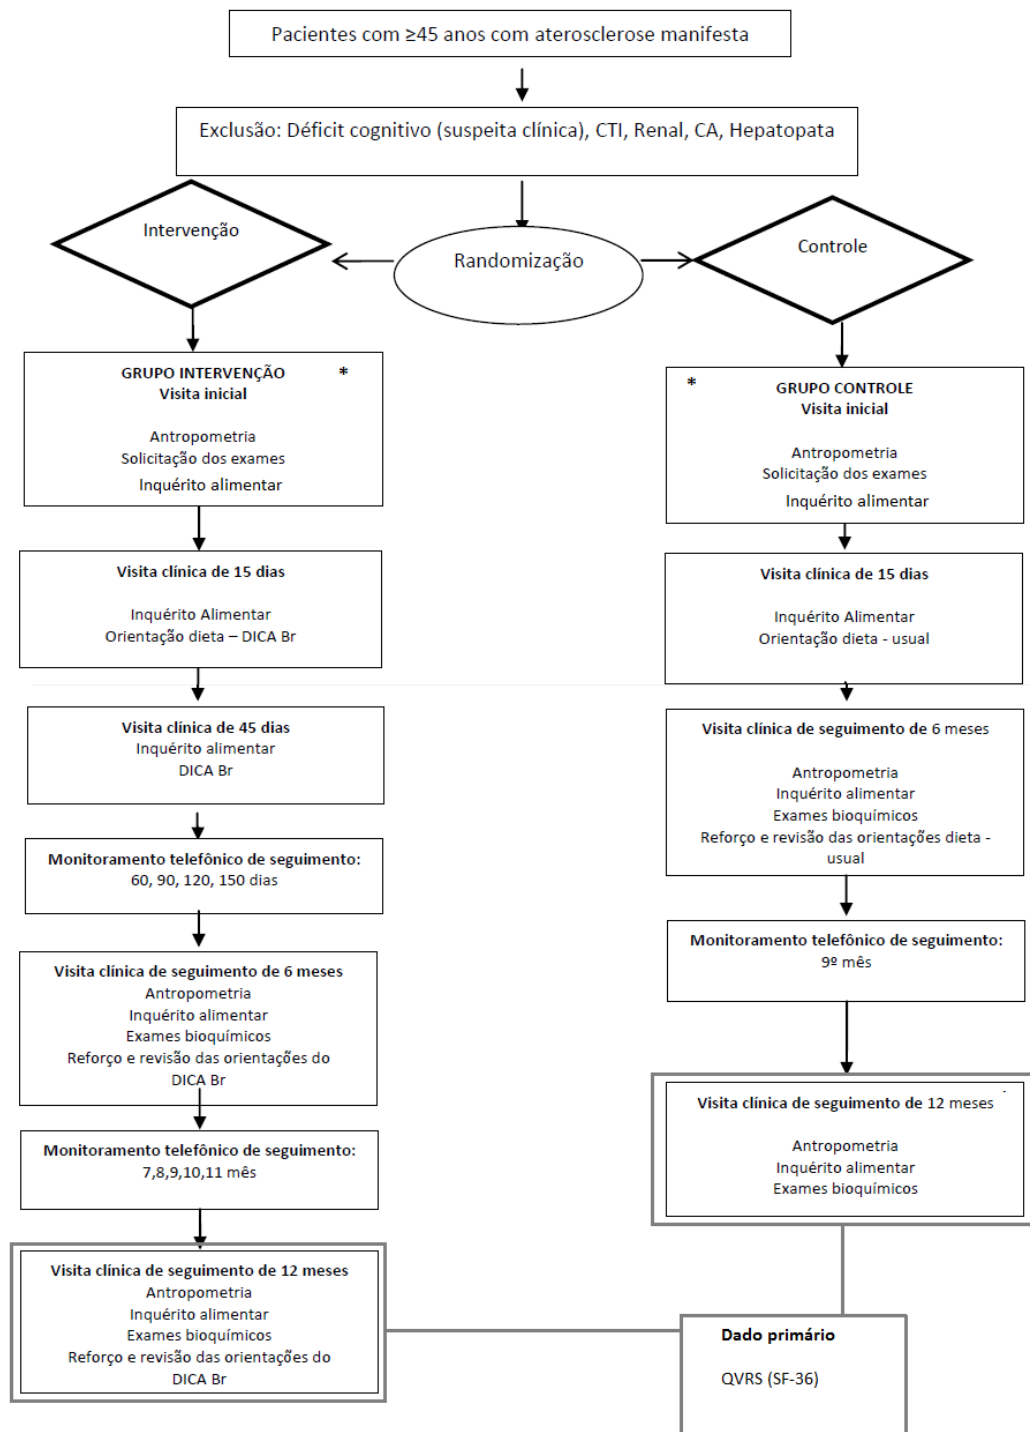 Pacientes com ≥45 anos com aterosclerose manifesta
Exclusão: Déficit cognitivo (suspeita clínica), CTI, Renal, CA, Hepatopata
Intervenção
Randomização
Controle
GRUPO INTERVENÇÃO *
Visita inicial
Antropometria
Solicitação dos exames
Inquérito alimentar
Visita clínica de 15 dias
Inquérito Alimentar
Orientação dieta – DICA Br
Visita clínica de 45 dias
Inquérito alimentar
DICA Br
Monitoramento telefônico de seguimento:
60, 90, 120, 150 dias
Visita clínica de seguimento de 6 meses
Antropometria
Inquérito alimentar
Exames bioquímicos
Reforço e revisão das orientações do
DICA Br
Monitoramento telefônico de seguimento:
7,8,9,10,11 mês
Visita clínica de seguimento de 12 meses
Antropometria
Inquérito alimentar
Exames bioquímicos
Reforço e revisão das orientações do
DICA Br
* GRUPO CONTROLE
Visita inicial
Antropometria
Solicitação dos exames
Inquérito alimentar
Visita clínica de 15 dias
Inquérito Alimentar
Orientação dieta - usual
Visita clínica de seguimento de 6 meses
Antropometria
Inquérito alimentar
Exames bioquímicos
Reforço e revisão das orientações dieta -
usual
Monitoramento telefônico de seguimento:
9º mês
Visita clínica de seguimento de 12 meses
Antropometria
Inquérito alimentar
Exames bioquímicos
Dado primário
QVRS (SF-36)